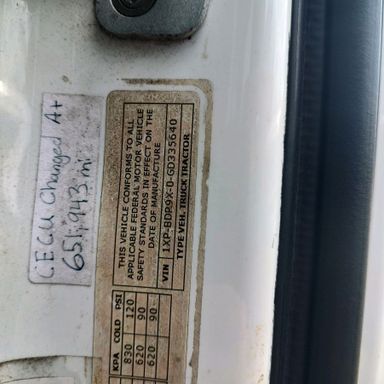 CECU Changed At
651,943 mi
THIS VEHICLE CONFORMS TO ALL
APPLICABLE FEDERAL MOTOR VEHICLE
SAFETY STANDARDS IN EFFECT ON THE
DATE OF MANUFACTURE
VIN 1XP-BDP9X-0-GD335640
TYPE VEH. TRUCK TRACTOR
KPA COLD PSI
830 120
620 90
620 90